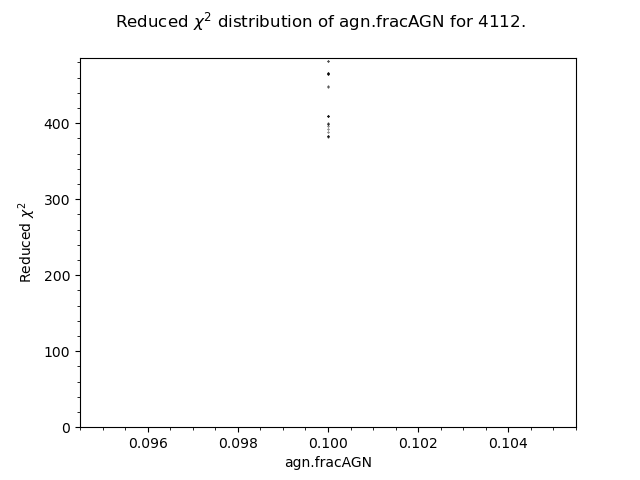 Reduced χ² distribution of agn.fracAGN for 4112.
400
300
200
100
0
Reduced χ²
0.096 0.098 0.100 0.102 0.104
agn.fracAGN